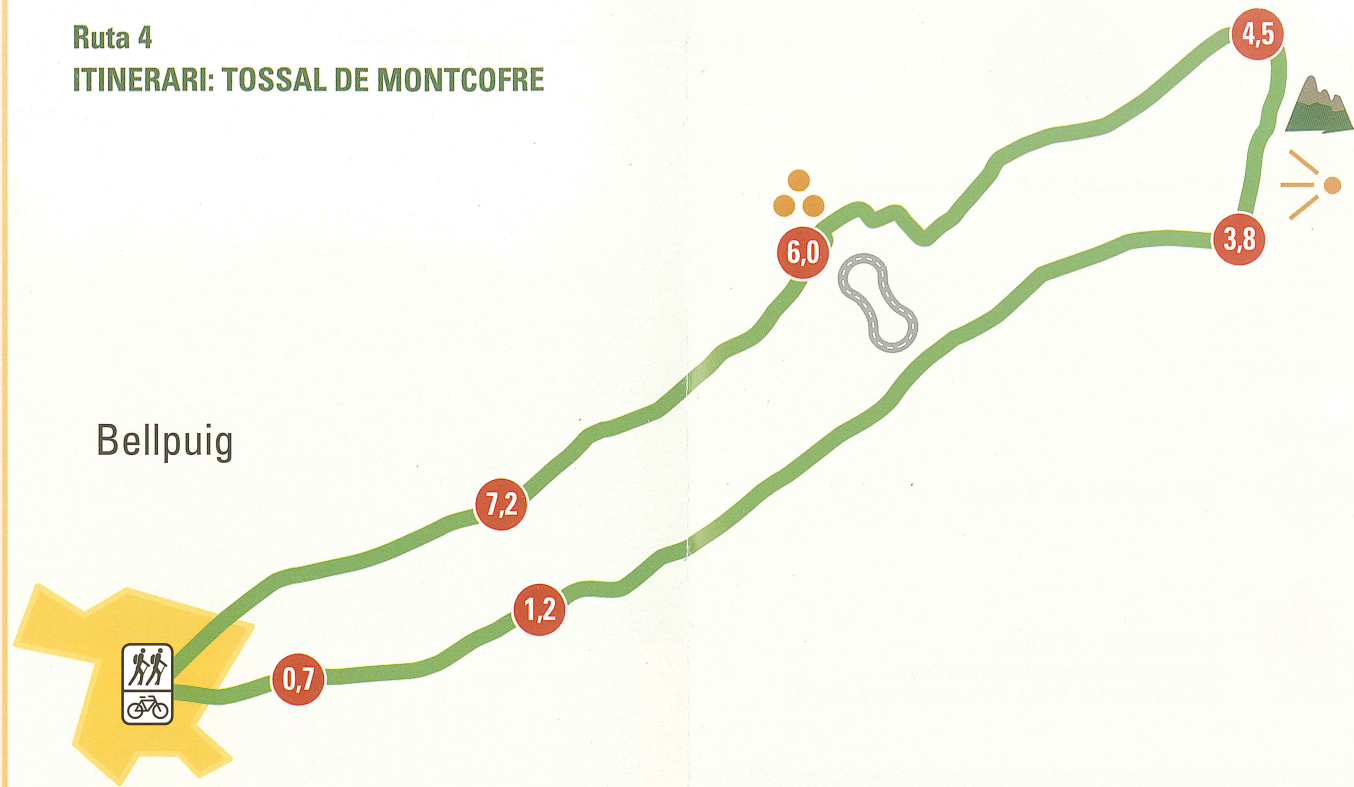 Ruta 4
ITINERARI: TOSSAL DE MONTCOFRE
4,5
3,8
6,0
Bellpuig
7,2
1,2
0,7